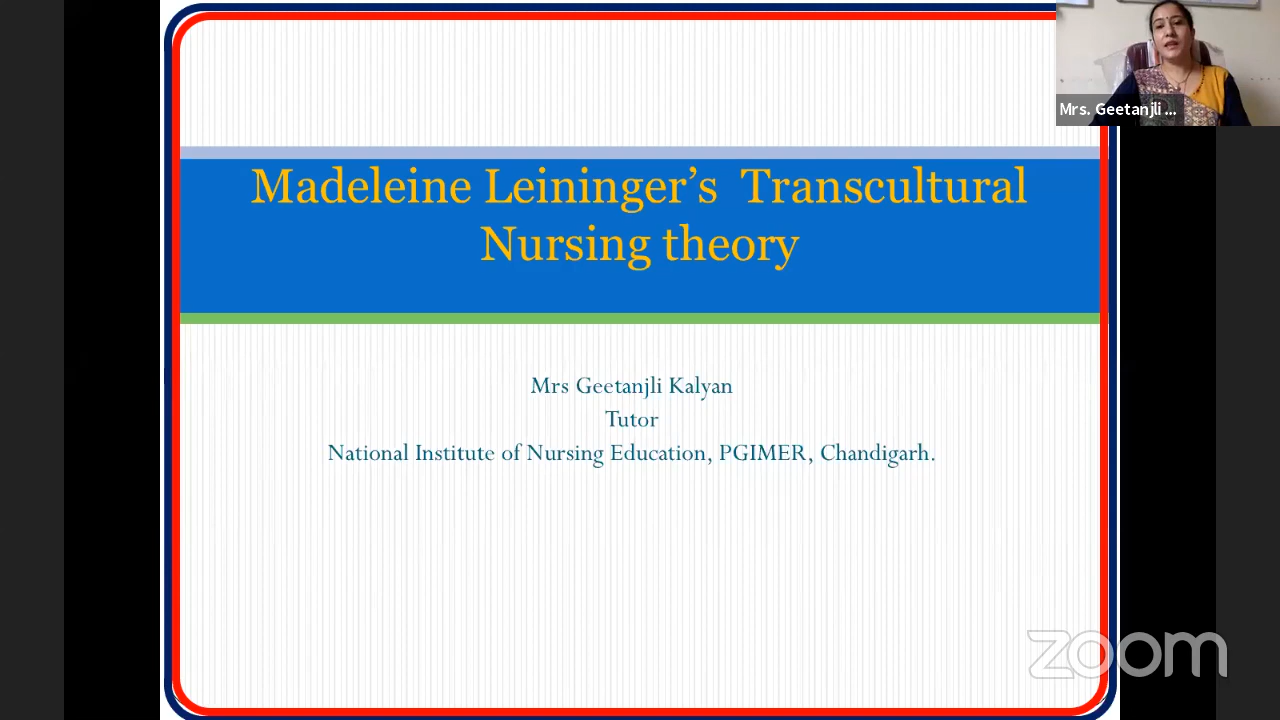 Mrs. Geetanjli ...
Madeleine Leininger’s  Transcultural
Nursing theory
Mrs Geetanjli Kalyan
Tutor
National Institute of Nursing Education, PGIMER, Chandigarh.
zoom